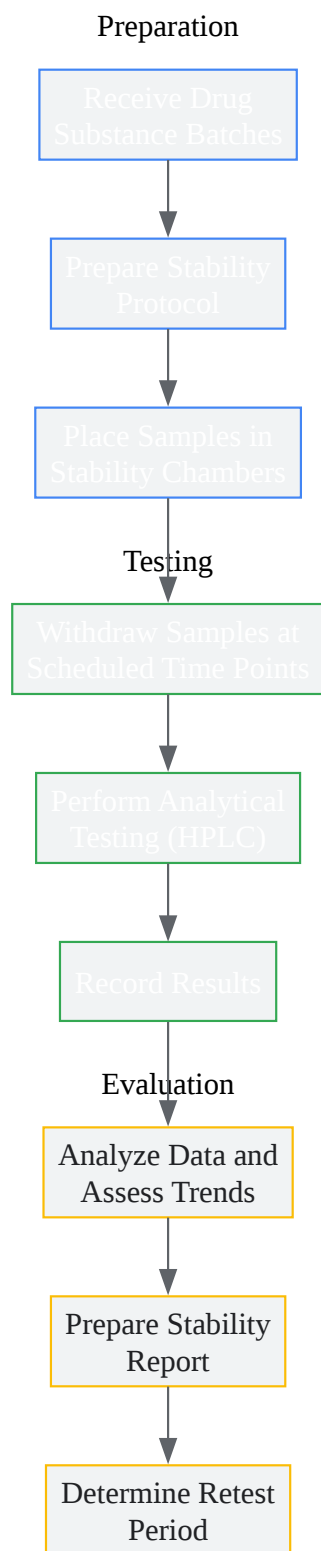 Preparation
Receive Drug
Substance Batches
Prepare Stability
Protocol
Place Samples in
Stability Chambers
Testing
Withdraw Samples at
Scheduled Time Points
Perform Analytical
Testing (HPLC)
Record Results
Evaluation
Analyze Data and
Assess Trends
Prepare Stability
Report
Determine Retest
Period